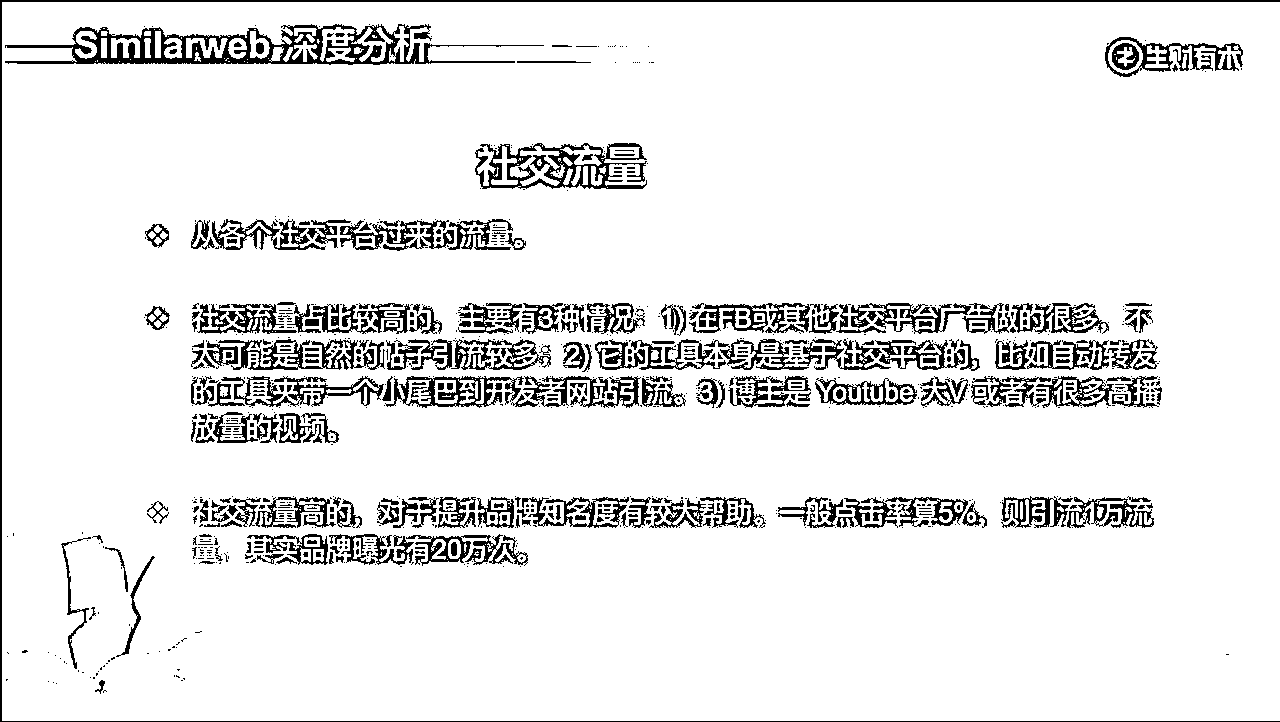 Similarweb 深度分析
生财有术
社交流量
从各个社交平台过来的流量。
社交流量占比较高的，主要有3种情况：1) 在FB或其他社交平台广告做的很多，不
太可能是自然的帖子引流较多；2) 它的工具本身是基于社交平台的，比如自动转发
的工具夹带一个小尾巴到开发者网站引流。3) 博主是 Youtube 大V 或者有很多高播
放量的视频。
社交流量高的，对于提升品牌知名度有较大帮助。一般点击率算5%，则引流1万流
量，其实品牌曝光有20万次。